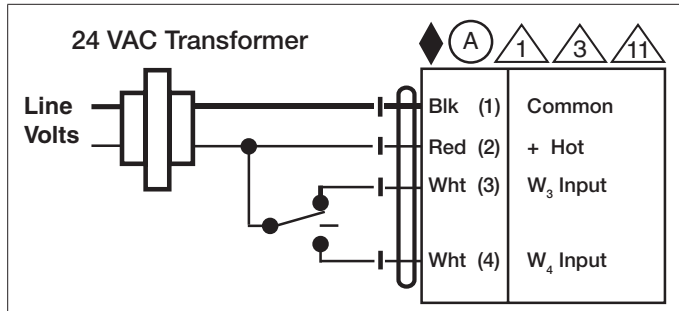 24 VAC Transformer
A 1 3 11
Line
Volts
Blk (1) Common
Red (2) + Hot
Wht (3) W₃ Input
Wht (4) W₄ Input